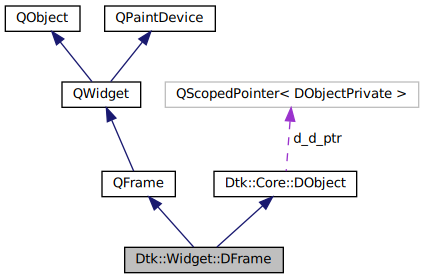 QObject
QPaintDevice
QWidget
QScopedPointer< DObjectPrivate >
d_d_ptr
QFrame
Dtk::Core::DObject
Dtk::Widget::DFrame